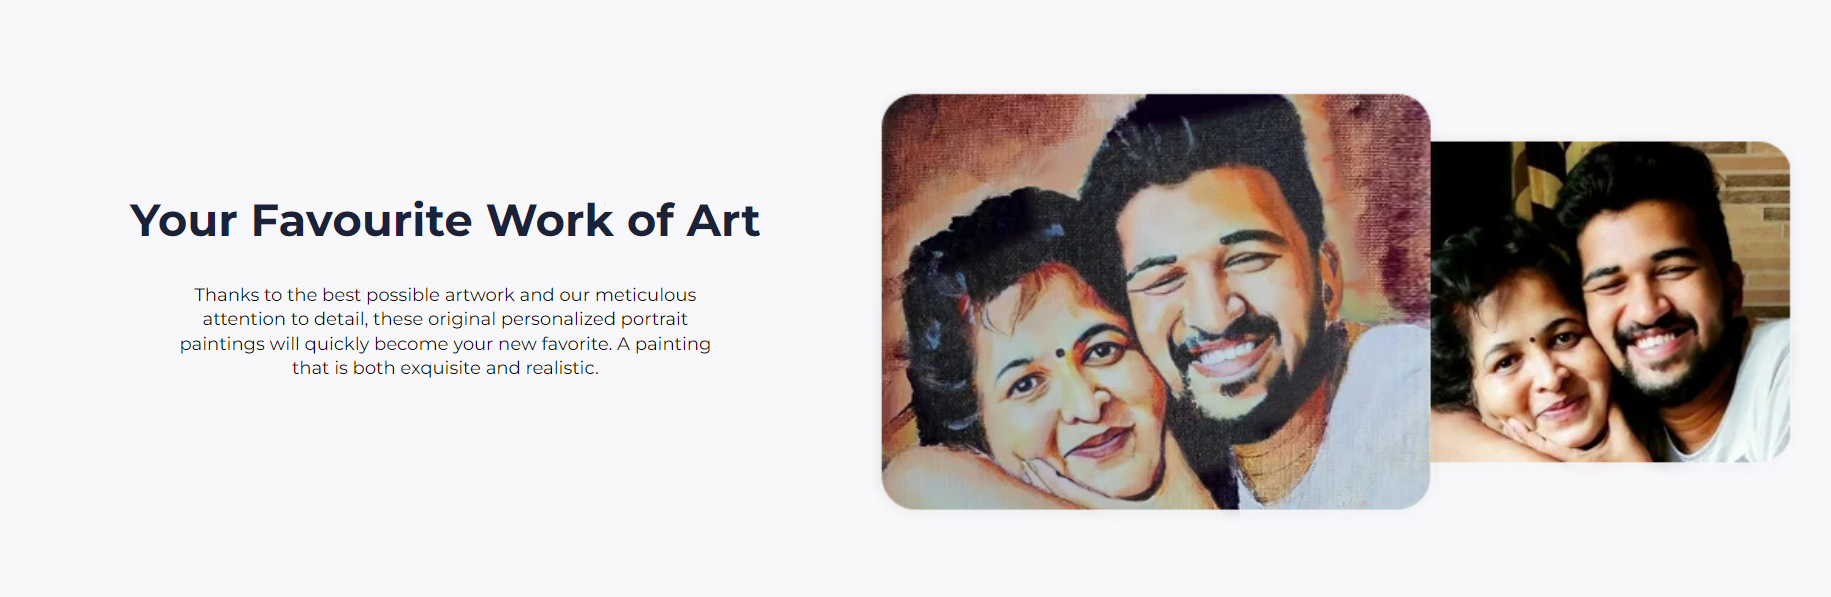 Your Favourite Work of Art
Thanks to the best possible artwork and our meticulous
attention to detail, these original personalized portrait
paintings will quickly become your new favorite. A painting
that is both exquisite and realistic.